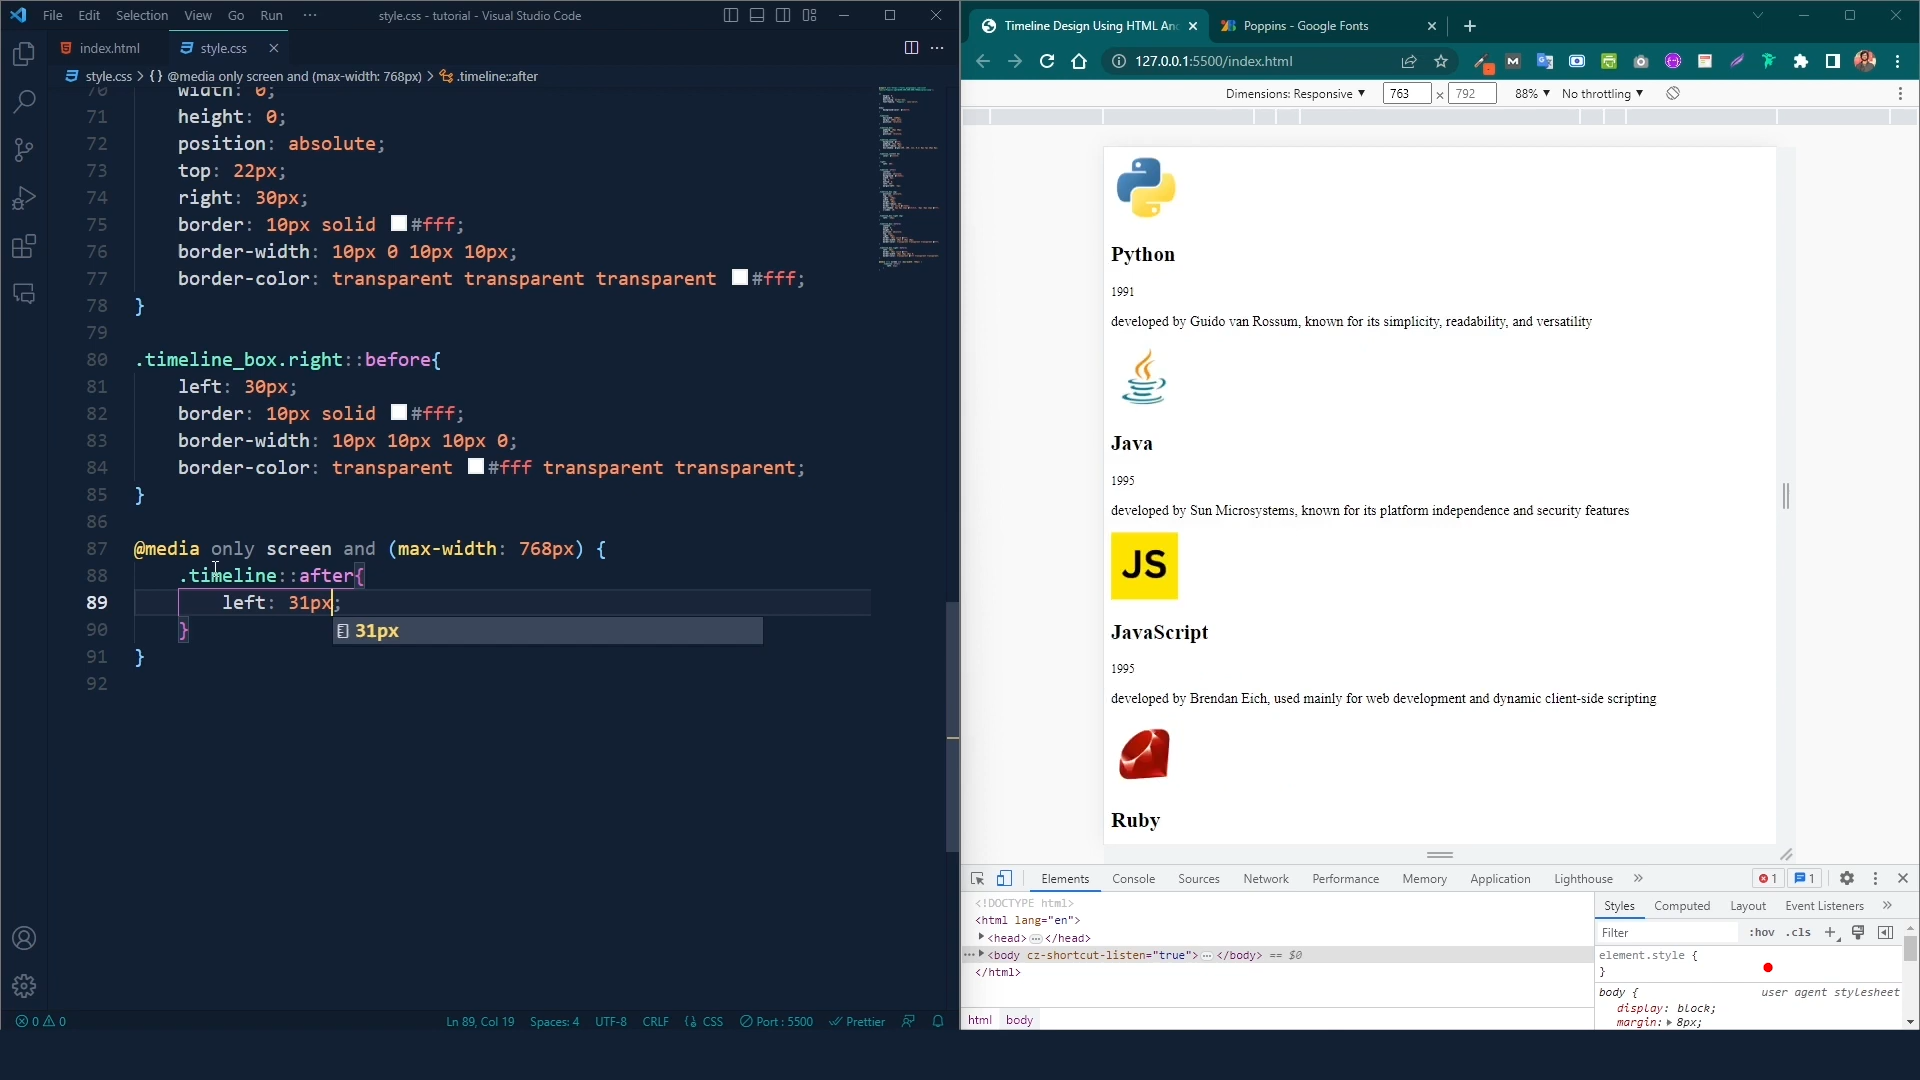 File Edit Selection View Go Run ··· style.css - tutorial - Visual Studio Code
index.html style.css
style.css > {} @media only screen and (max-width: 768px) > .timeline::after
70 width: 0;
71 height: 0;
72 position: absolute;
73 top: 22px;
74 right: 30px;
75 border: 10px solid #fff;
76 border-width: 10px 0 10px 10px;
77 border-color: transparent transparent transparent #fff;
78 }
79
80 .timeline_box.right::before{
81 left: 30px;
82 border: 10px solid #fff;
83 border-width: 10px 10px 10px 0;
84 border-color: transparent #fff transparent transparent;
85 }
86
87 @media only screen and (max-width: 768px) {
88 .timeline::after{
89 left: 31px;
90 }
31px
91 }
92
0 0
Ln 89, Col 19 Spaces: 4 UTF-8 CRLF {} CSS Port : 5500 Prettier
Timeline Design Using HTML An Poppins - Google Fonts
127.0.0.1:5500/index.html
Dimensions: Responsive 763 × 792 88% No throttling
Python
1991
developed by Guido van Rossum, known for its simplicity, readability, and versatility
Java
1995
developed by Sun Microsystems, known for its platform independence and security features
JS
JavaScript
1995
developed by Brendan Eich, used mainly for web development and dynamic client-side scripting
Ruby
Elements Console Sources Network Performance Memory Application Lighthouse » 1 1
<!DOCTYPE html>
<html lang="en">
<head>…</head>
<body cz-shortcut-listen="true">…</body> == $0
</html>
html body
Styles Computed Layout Event Listeners »
Filter :hov .cls +
element.style {
}
body { user agent stylesheet
display: block;
margin: 8px;